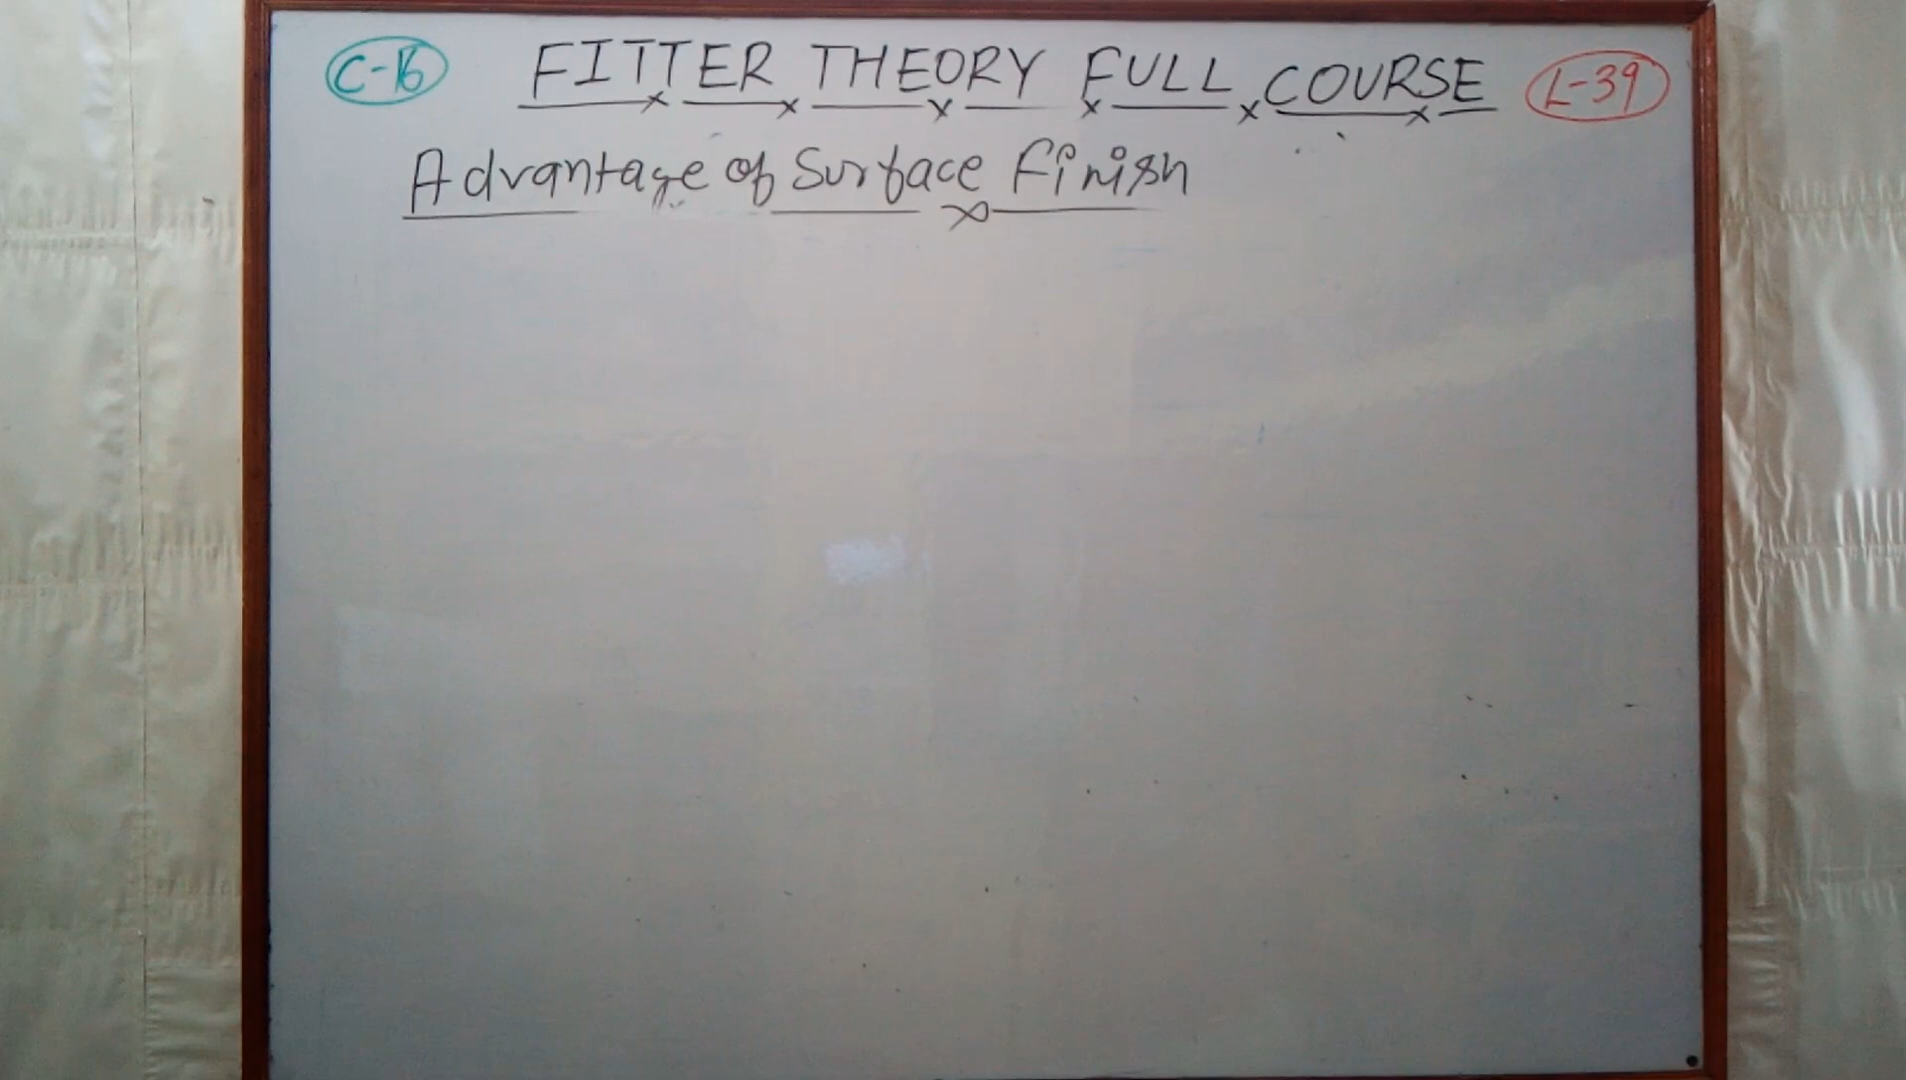 C-16 FITTER THEORY FULL COURSE L-39
Advantage of Surface Finish